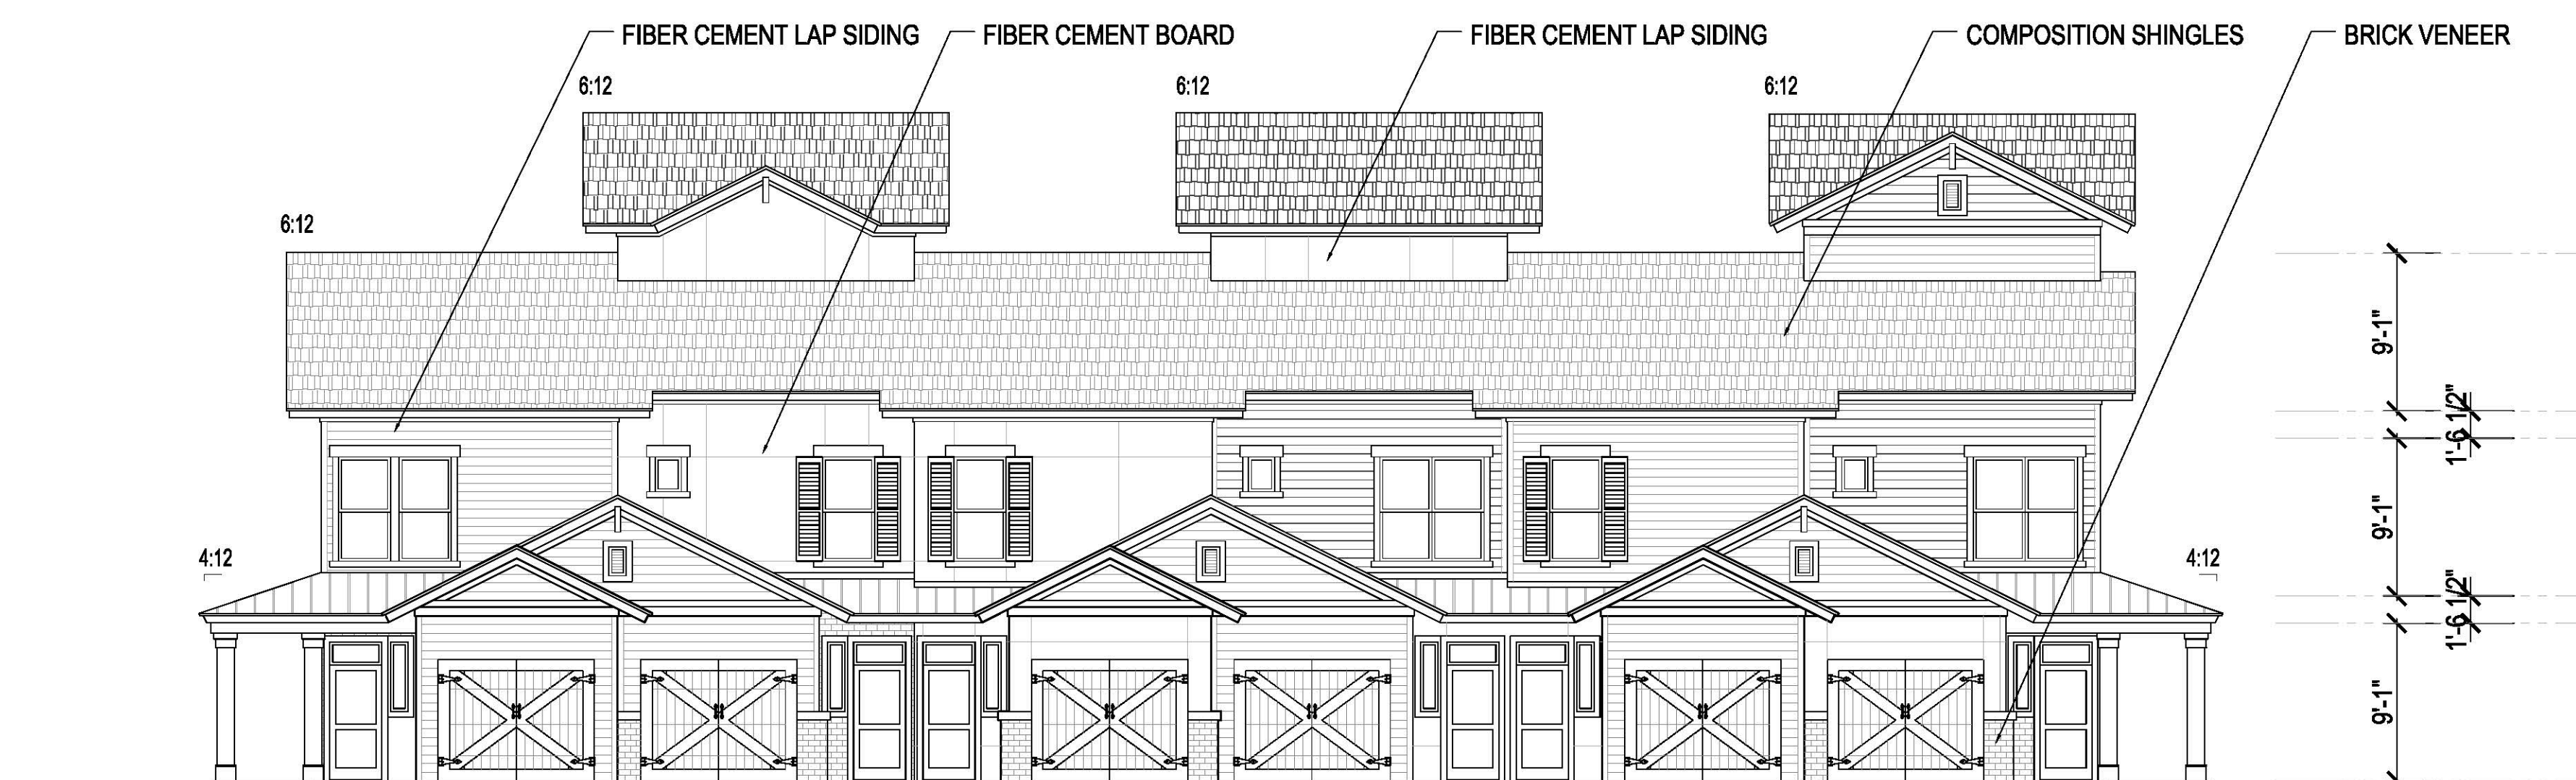 FIBER CEMENT LAP SIDING
FIBER CEMENT BOARD
FIBER CEMENT LAP SIDING
COMPOSITION SHINGLES
BRICK VENEER
6:12
6:12
6:12
6:12
4:12
4:12
9'-1"
1'-6 1/2"
9'-1"
1'-6 1/2"
9'-1"